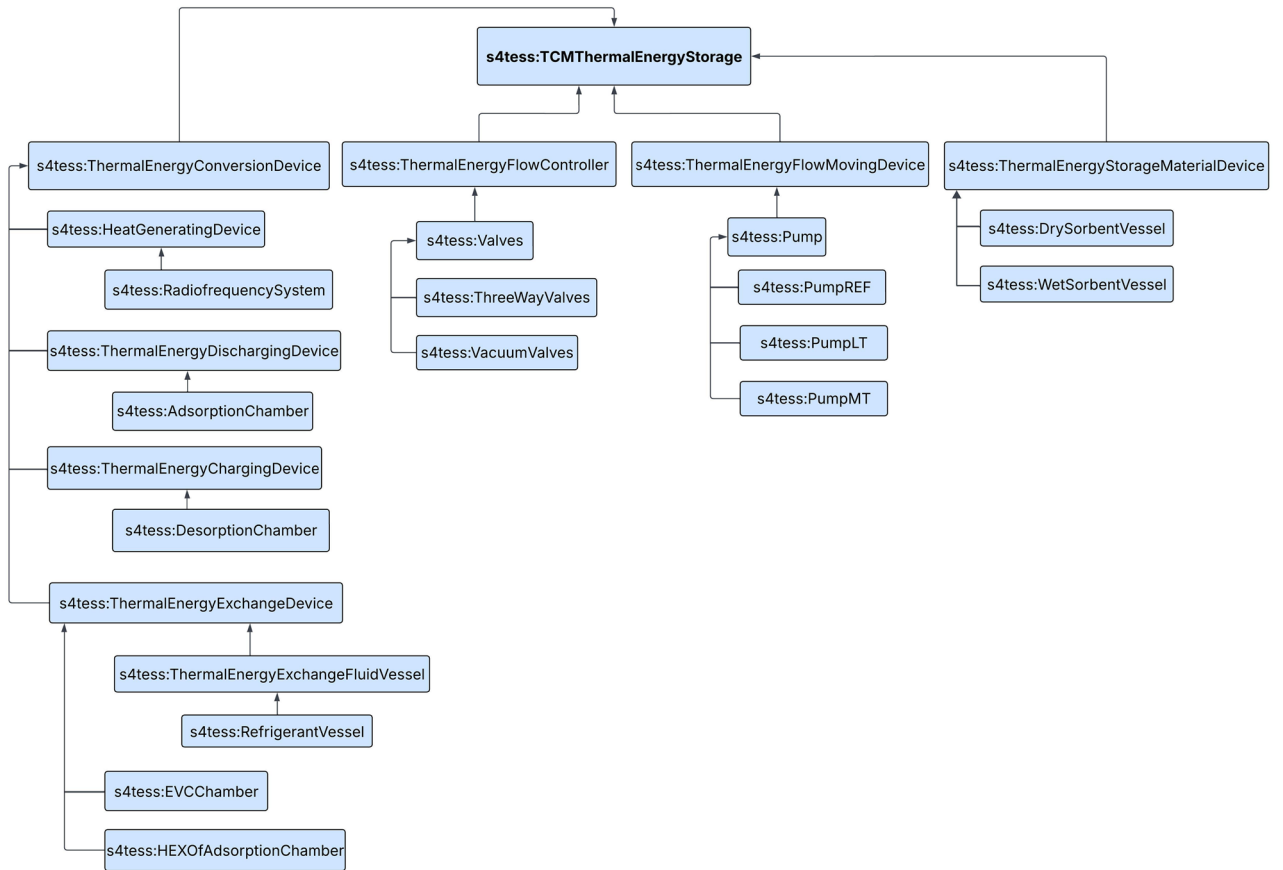 s4tess:TCMThermalEnergyStorage
s4tess:ThermalEnergyConversionDevice
s4tess:ThermalEnergyFlowController
s4tess:ThermalEnergyFlowMovingDevice
s4tess:ThermalEnergyStorageMaterialDevice
s4tess:HeatGeneratingDevice
s4tess:RadiofrequencySystem
s4tess:ThermalEnergyDischargingDevice
s4tess:AdsorptionChamber
s4tess:ThermalEnergyChargingDevice
s4tess:DesorptionChamber
s4tess:ThermalEnergyExchangeDevice
s4tess:ThermalEnergyExchangeFluidVessel
s4tess:RefrigerantVessel
s4tess:EVCChamber
s4tess:HEXOfAdsorptionChamber
s4tess:Valves
s4tess:ThreeWayValves
s4tess:VacuumValves
s4tess:Pump
s4tess:PumpREF
s4tess:PumpLT
s4tess:PumpMT
s4tess:DrySorbentVessel
s4tess:WetSorbentVessel